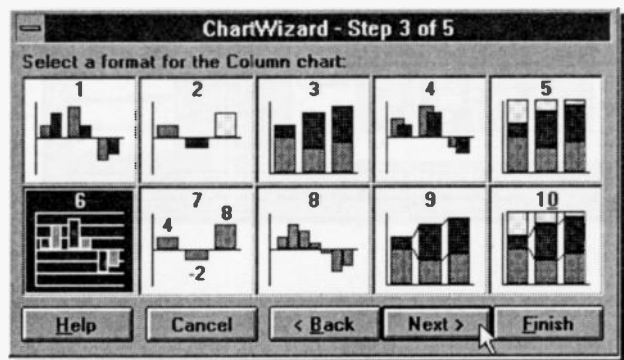 ChartWizard - Step 3 of 5
Select a format for the Column chart:
1 2 3 4 5
6 7 8 9 10
4 8
-2
Help Cancel < Back Next > Finish